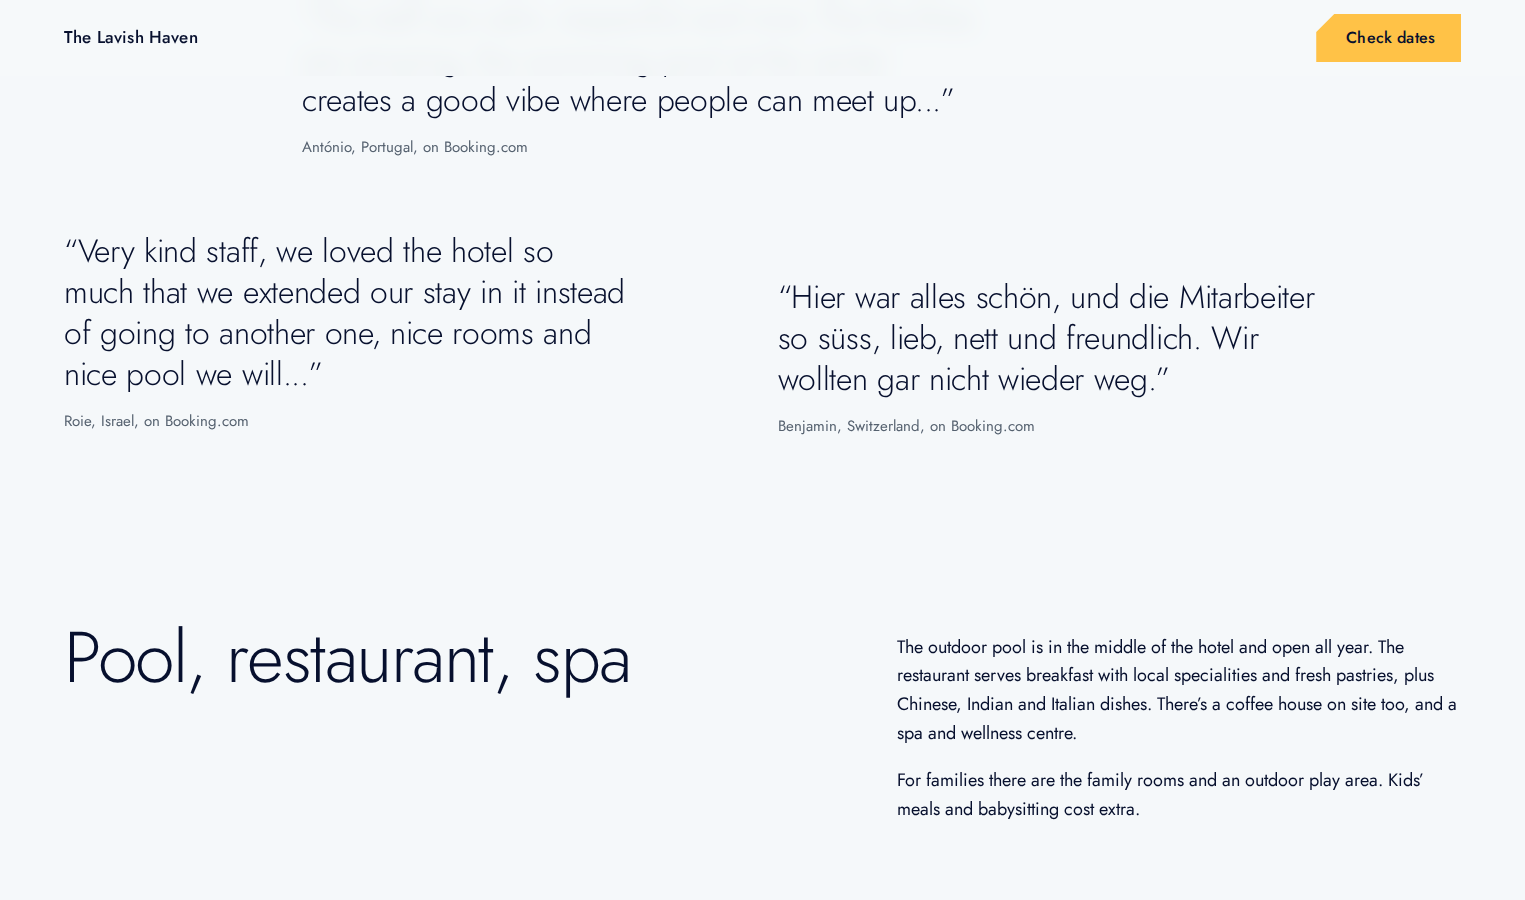 The Lavish Haven
Check dates
creates a good vibe where people can meet up...”
António, Portugal, on Booking.com
“Very kind staff, we loved the hotel so
much that we extended our stay in it instead
of going to another one, nice rooms and
nice pool we will...”
Roie, Israel, on Booking.com
“Hier war alles schön, und die Mitarbeiter
so süss, lieb, nett und freundlich. Wir
wollten gar nicht wieder weg.”
Benjamin, Switzerland, on Booking.com
Pool, restaurant, spa
The outdoor pool is in the middle of the hotel and open all year. The
restaurant serves breakfast with local specialities and fresh pastries, plus
Chinese, Indian and Italian dishes. There’s a coffee house on site too, and a
spa and wellness centre.
For families there are the family rooms and an outdoor play area. Kids’
meals and babysitting cost extra.